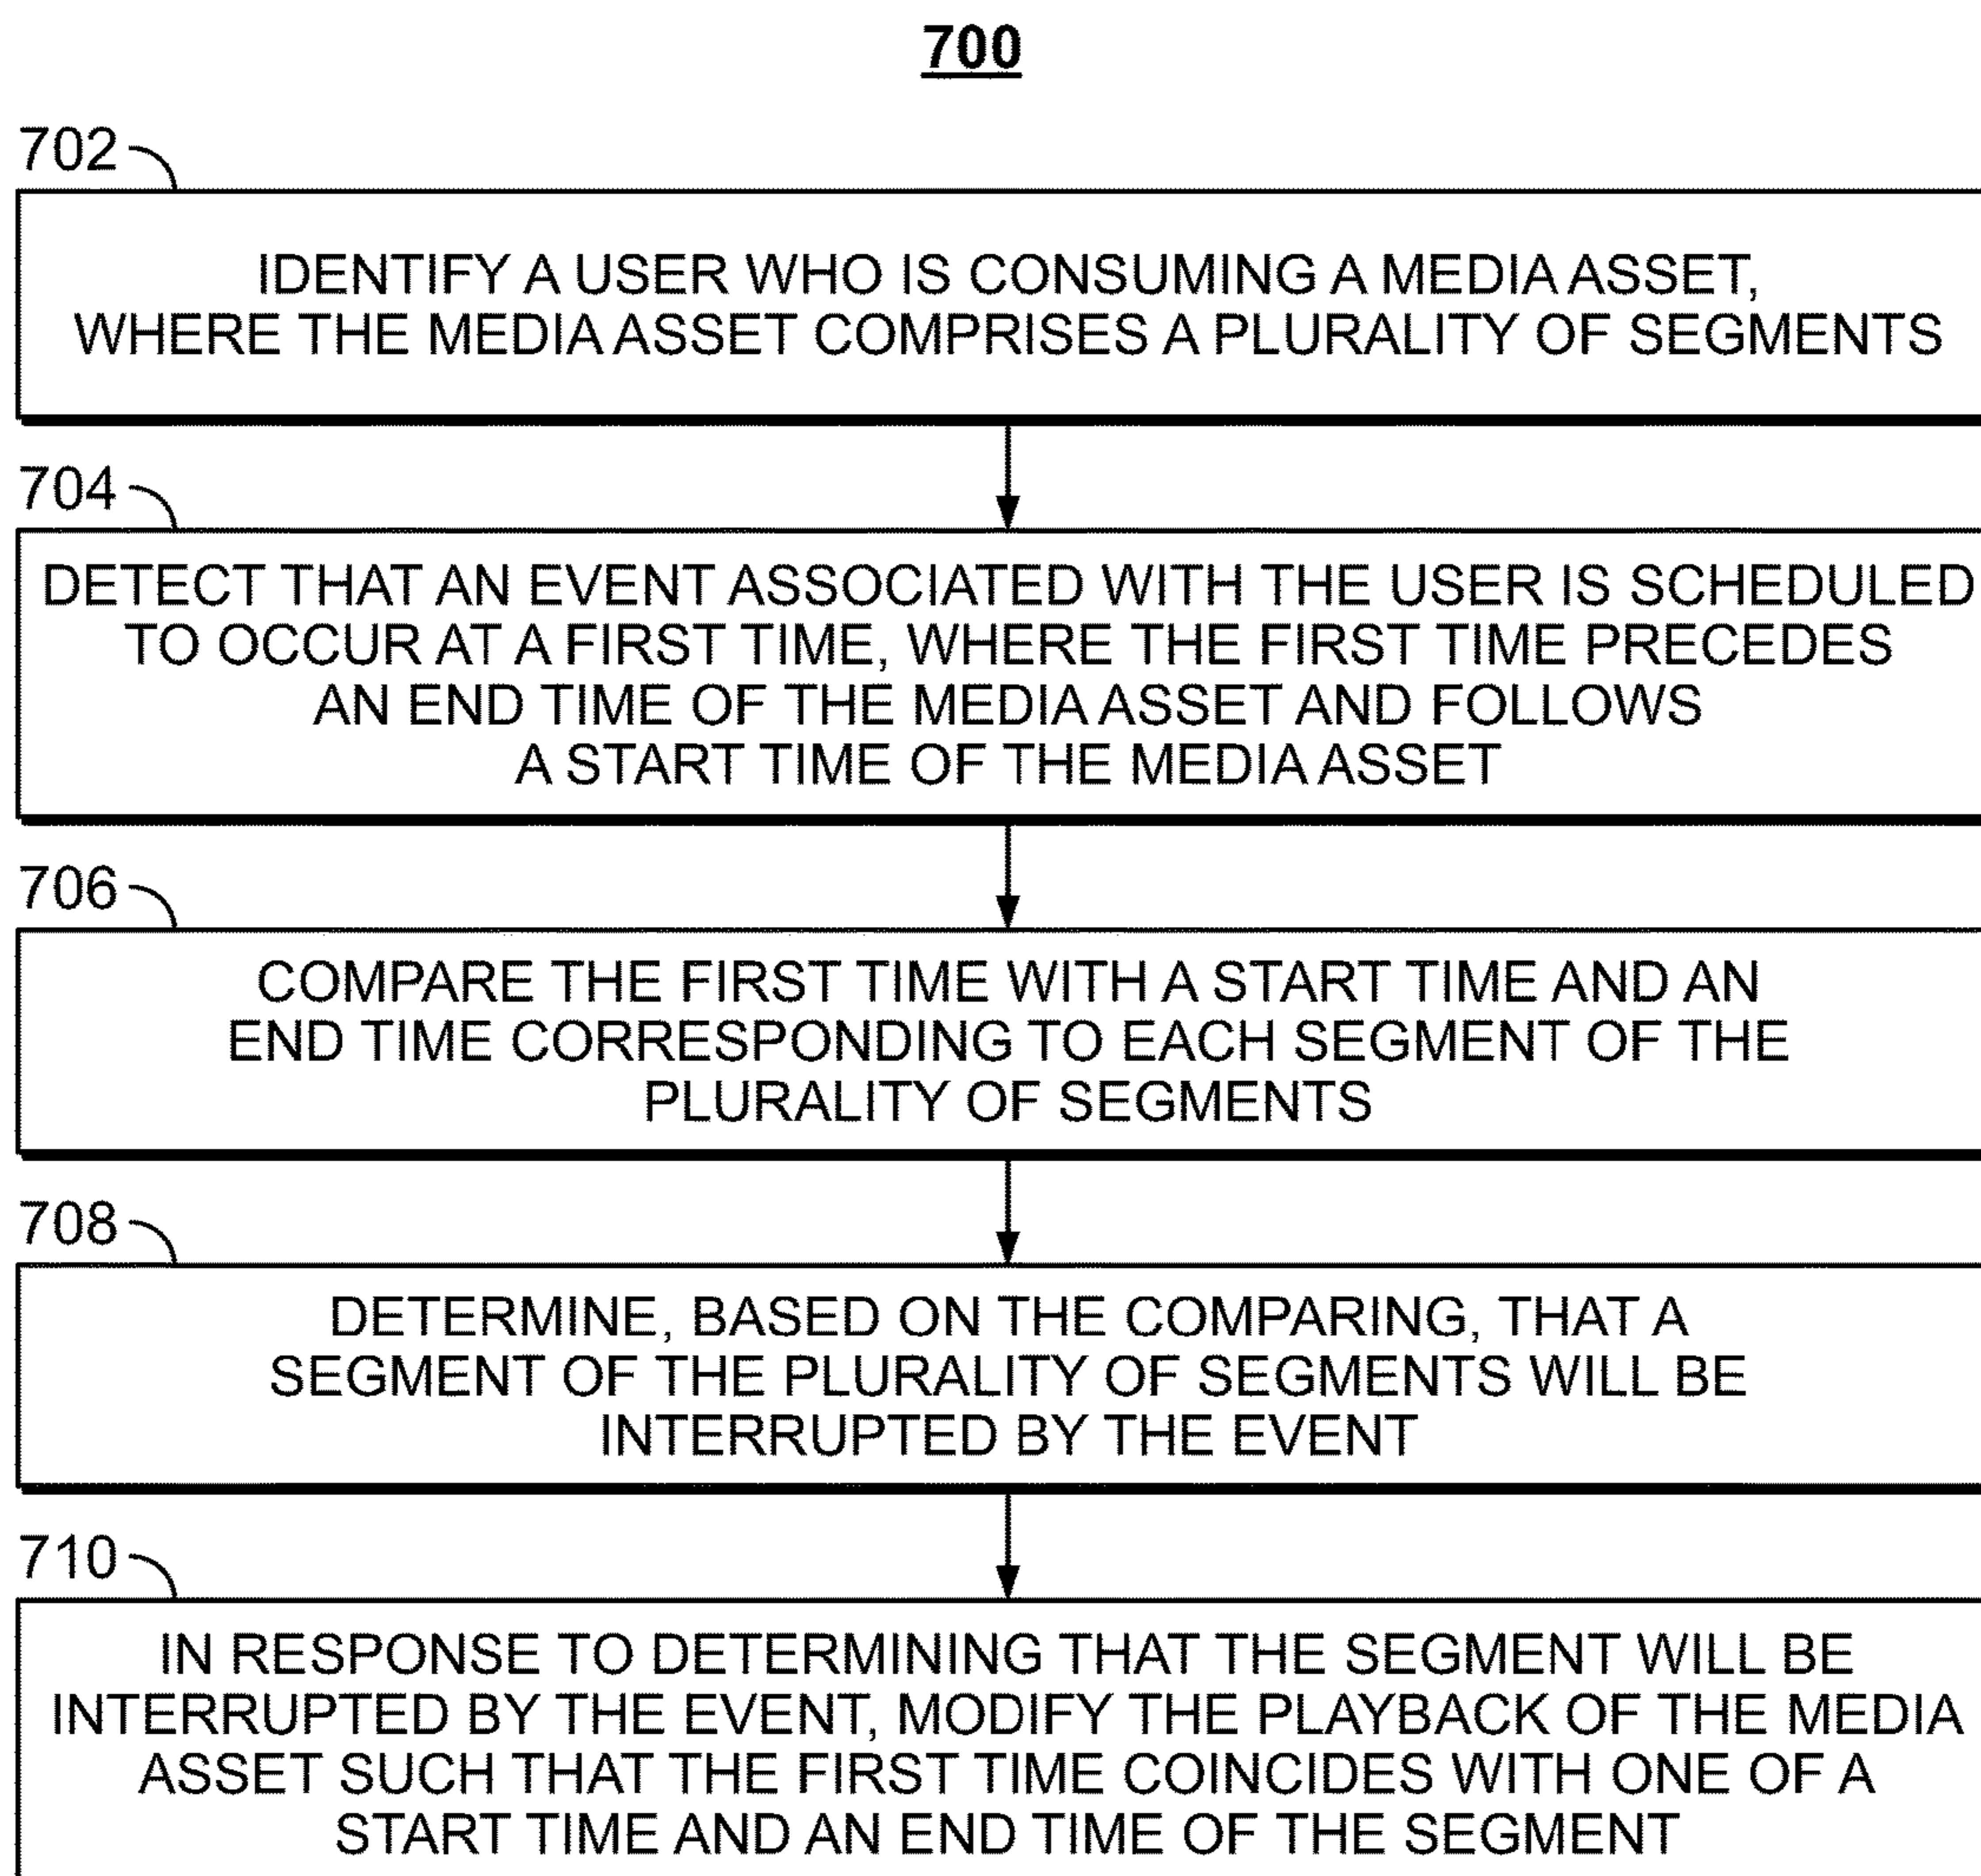 700
702
IDENTIFY A USER WHO IS CONSUMING A MEDIA ASSET,
WHERE THE MEDIA ASSET COMPRISES A PLURALITY OF SEGMENTS
704
DETECT THAT AN EVENT ASSOCIATED WITH THE USER IS SCHEDULED
TO OCCUR AT A FIRST TIME, WHERE THE FIRST TIME PRECEDES
AN END TIME OF THE MEDIA ASSET AND FOLLOWS
A START TIME OF THE MEDIA ASSET
706
COMPARE THE FIRST TIME WITH A START TIME AND AN
END TIME CORRESPONDING TO EACH SEGMENT OF THE
PLURALITY OF SEGMENTS
708
DETERMINE, BASED ON THE COMPARING, THAT A
SEGMENT OF THE PLURALITY OF SEGMENTS WILL BE
INTERRUPTED BY THE EVENT
710
IN RESPONSE TO DETERMINING THAT THE SEGMENT WILL BE
INTERRUPTED BY THE EVENT, MODIFY THE PLAYBACK OF THE MEDIA
ASSET SUCH THAT THE FIRST TIME COINCIDES WITH ONE OF A
START TIME AND AN END TIME OF THE SEGMENT